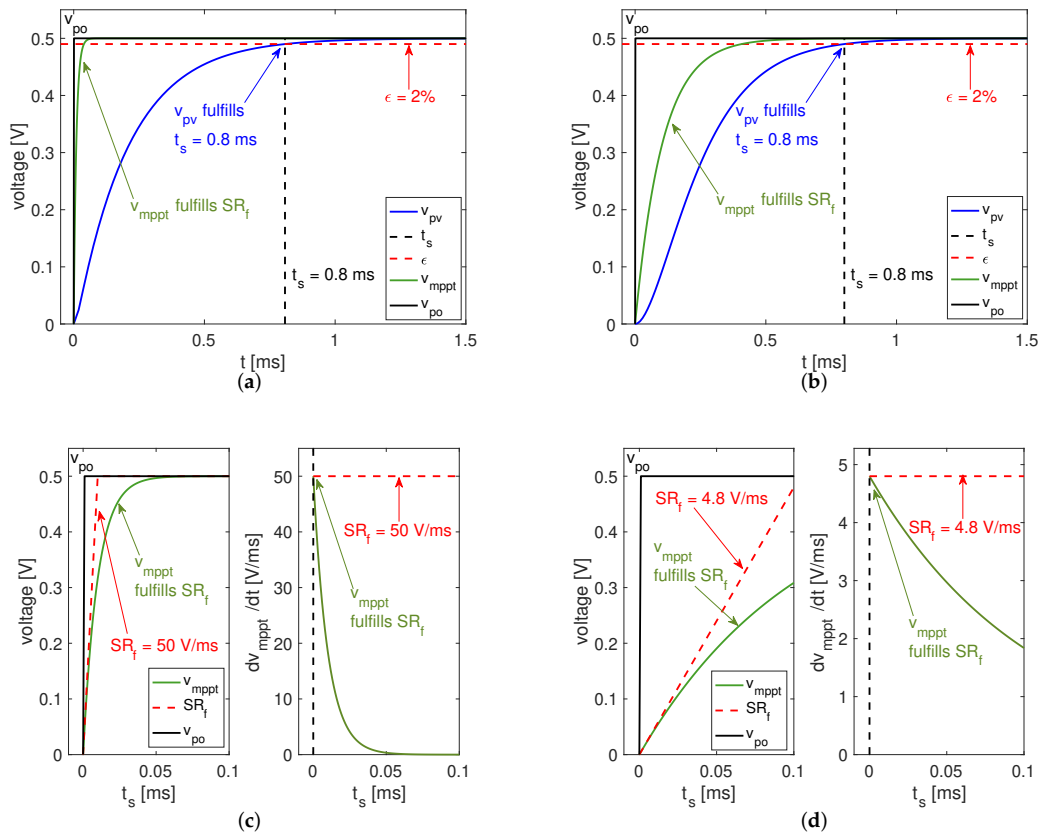 v_po
0.5
0.4
0.3
0.2
0.1
0
voltage [V]
ϵ = 2%
v_pv fulfills
t_s = 0.8 ms
v_mppt fulfills SR_f
t_s = 0.8 ms
v_pv
t_s
ϵ
v_mppt
v_po
0 0.5 1 1.5
t [ms]
(a)
v_po
0.5
0.4
0.3
0.2
0.1
0
voltage [V]
ϵ = 2%
v_pv fulfills
t_s = 0.8 ms
v_mppt fulfills SR_f
t_s = 0.8 ms
v_pv
t_s
ϵ
v_mppt
v_po
0 0.5 1 1.5
t [ms]
(b)
v_po
0.5
0.4
0.3
0.2
0.1
0
voltage [V]
v_mppt
fulfills SR_f
SR_f = 50 V/ms
v_mppt
SR_f
v_po
0 0.05 0.1
t_s [ms]
50
40
30
20
10
0
dv_mppt/dt [V/ms]
SR_f = 50 V/ms
v_mppt
fulfills SR_f
0 0.05 0.1
t_s [ms]
(c)
v_po
0.5
0.4
0.3
0.2
0.1
0
voltage [V]
SR_f = 4.8 V/ms
v_mppt
fulfills SR_f
v_mppt
SR_f
v_po
0 0.05 0.1
t_s [ms]
5
4
3
2
1
0
dv_mppt/dt [V/ms]
SR_f = 4.8 V/ms
v_mppt
fulfills SR_f
0 0.05 0.1
t_s [ms]
(d)